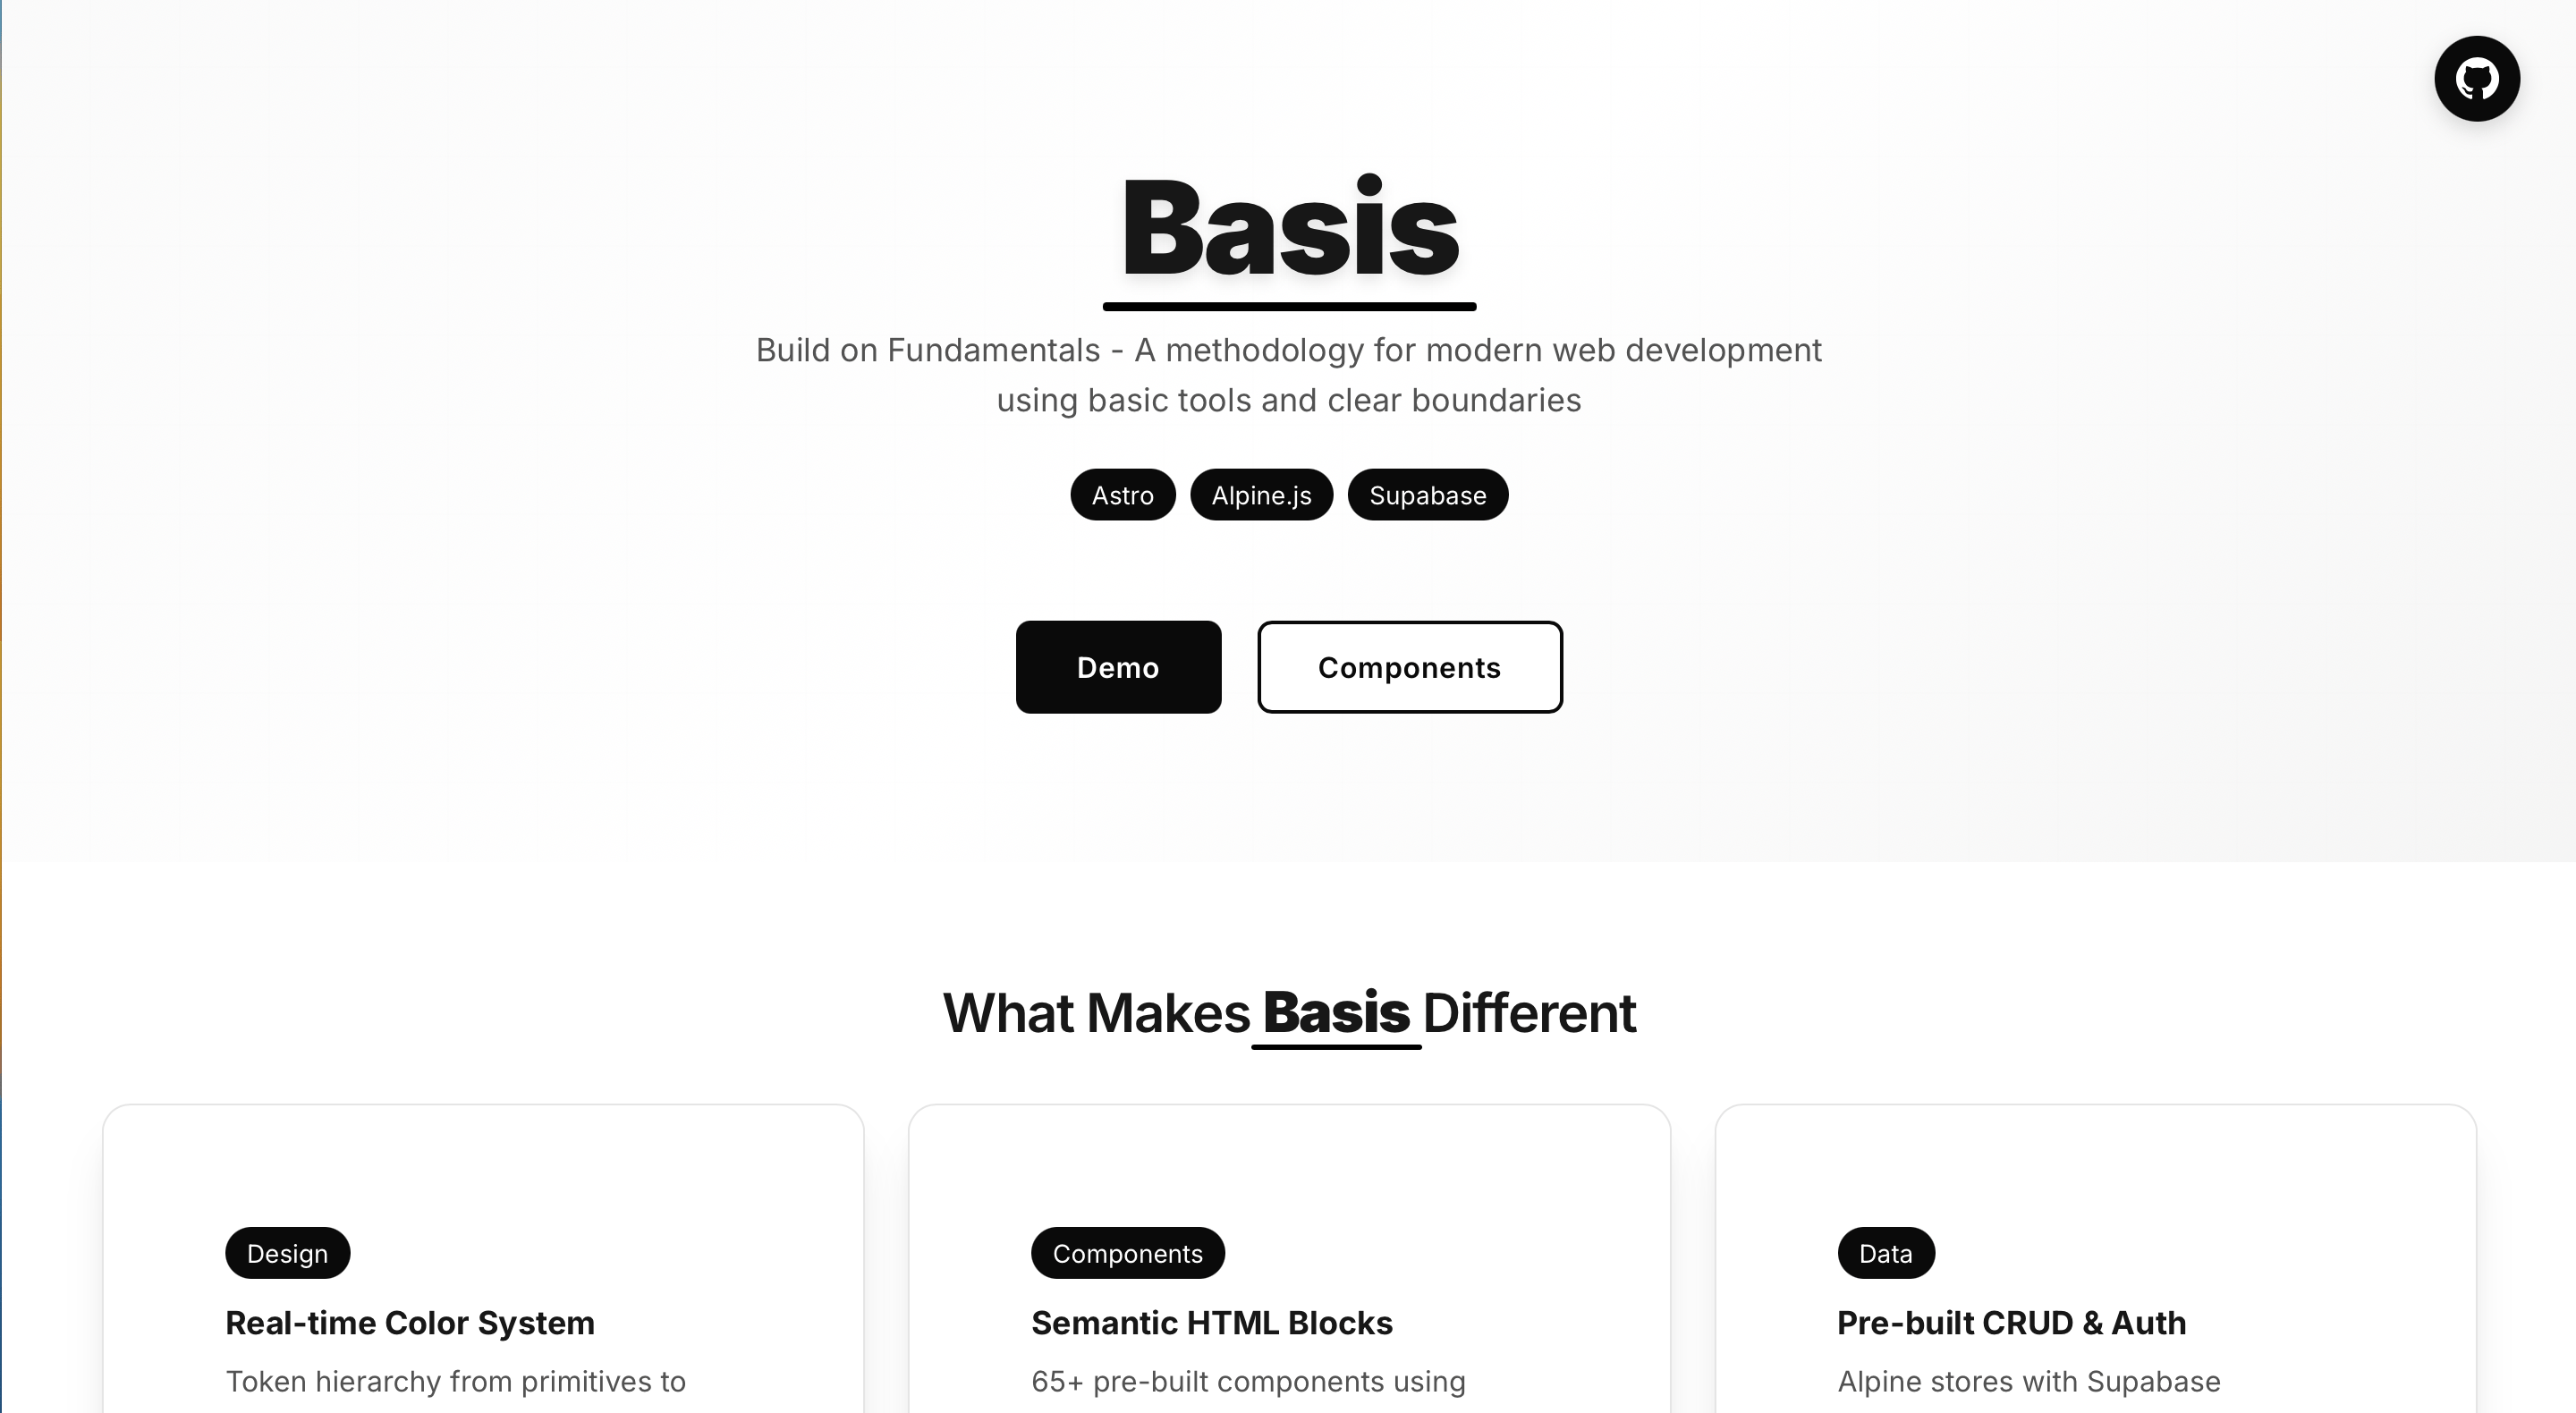 Basis
Build on Fundamentals - A methodology for modern web development
using basic tools and clear boundaries
Astro
Alpine.js
Supabase
Demo
Components
What Makes Basis Different
Design
Real-time Color System
Token hierarchy from primitives to
Components
Semantic HTML Blocks
65+ pre-built components using
Data
Pre-built CRUD & Auth
Alpine stores with Supabase